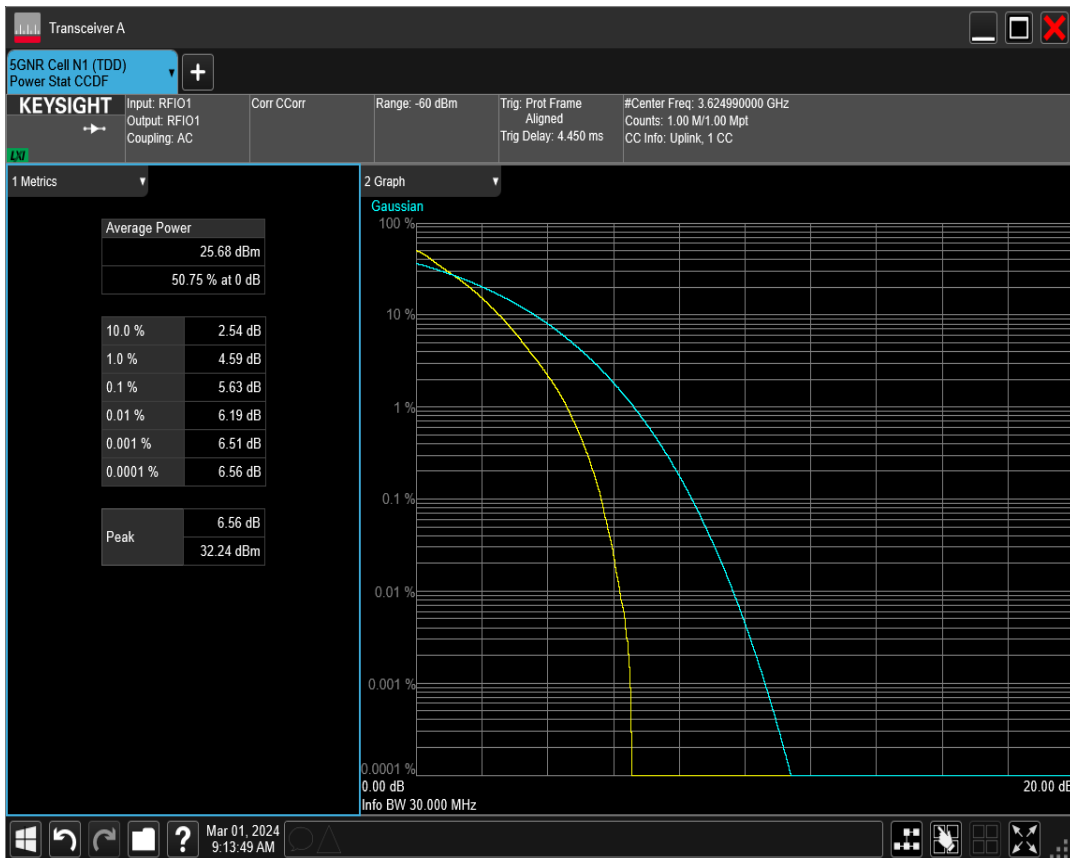 Transceiver A
5GNR Cell N1 (TDD)
Power Stat CCDF
KEYSIGHT
LXI
Input: RFIO1
Output: RFIO1
Coupling: AC
Corr CCorr
Range: -60 dBm
Trig: Prot Frame
Aligned
Trig Delay: 4.450 ms
#Center Freq: 3.624990000 GHz
Counts: 1.00 M/1.00 Mpt
CC Info: Uplink, 1 CC
1 Metrics
Average Power
25.68 dBm
50.75 % at 0 dB
10.0 % 2.54 dB
1.0 % 4.59 dB
0.1 % 5.63 dB
0.01 % 6.19 dB
0.001 % 6.51 dB
0.0001 % 6.56 dB
Peak
6.56 dB
32.24 dBm
2 Graph
Gaussian
100 %
10 %
1 %
0.1 %
0.01 %
0.001 %
0.0001 %
0.00 dB 20.00 dB
Info BW 30.000 MHz
Mar 01, 2024
9:13:49 AM